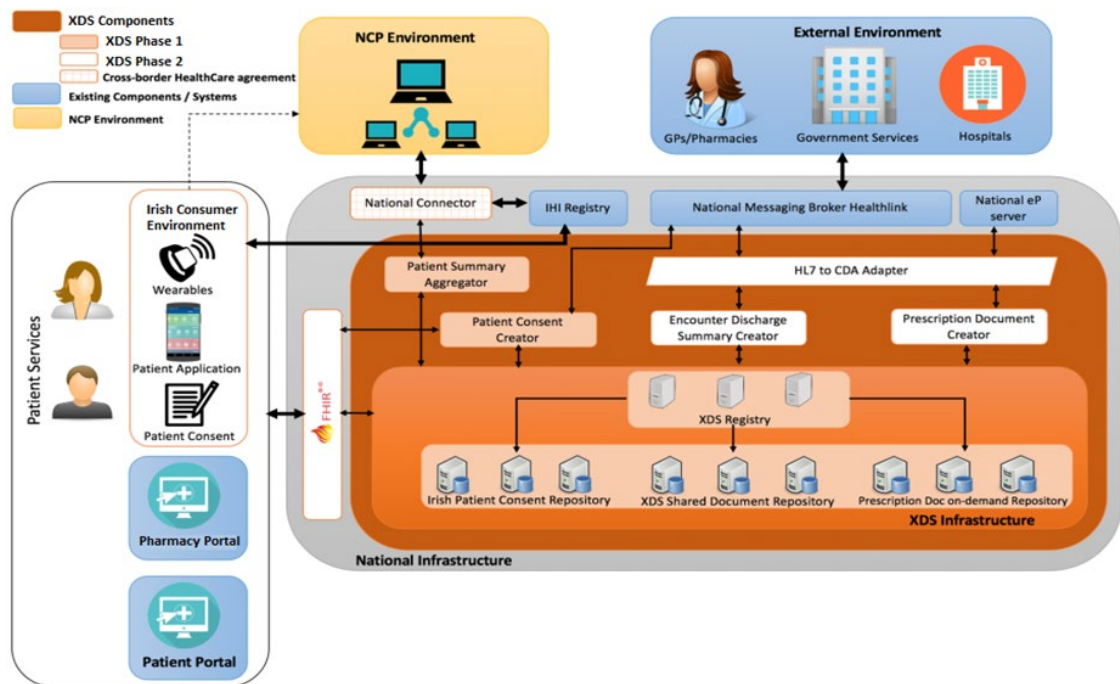 XDS Components
XDS Phase 1
XDS Phase 2
Cross-border HealthCare agreement
Existing Components / Systems
NCP Environment
NCP Environment
External Environment
GPs/Pharmacies
Government Services
Hospitals
Patient Services
Irish Consumer
Environment
Wearables
Patient Application
Patient Consent
Pharmacy Portal
Patient Portal
National Connector
IHI Registry
National Messaging Broker Healthlink
National eP
server
Patient Summary
Aggregator
HL7 to CDA Adapter
Patient Consent
Creator
Encounter Discharge
Summary Creator
Prescription Document
Creator
FHIR
XDS Registry
Irish Patient Consent Repository
XDS Shared Document Repository
Prescription Doc on-demand Repository
XDS Infrastructure
National Infrastructure